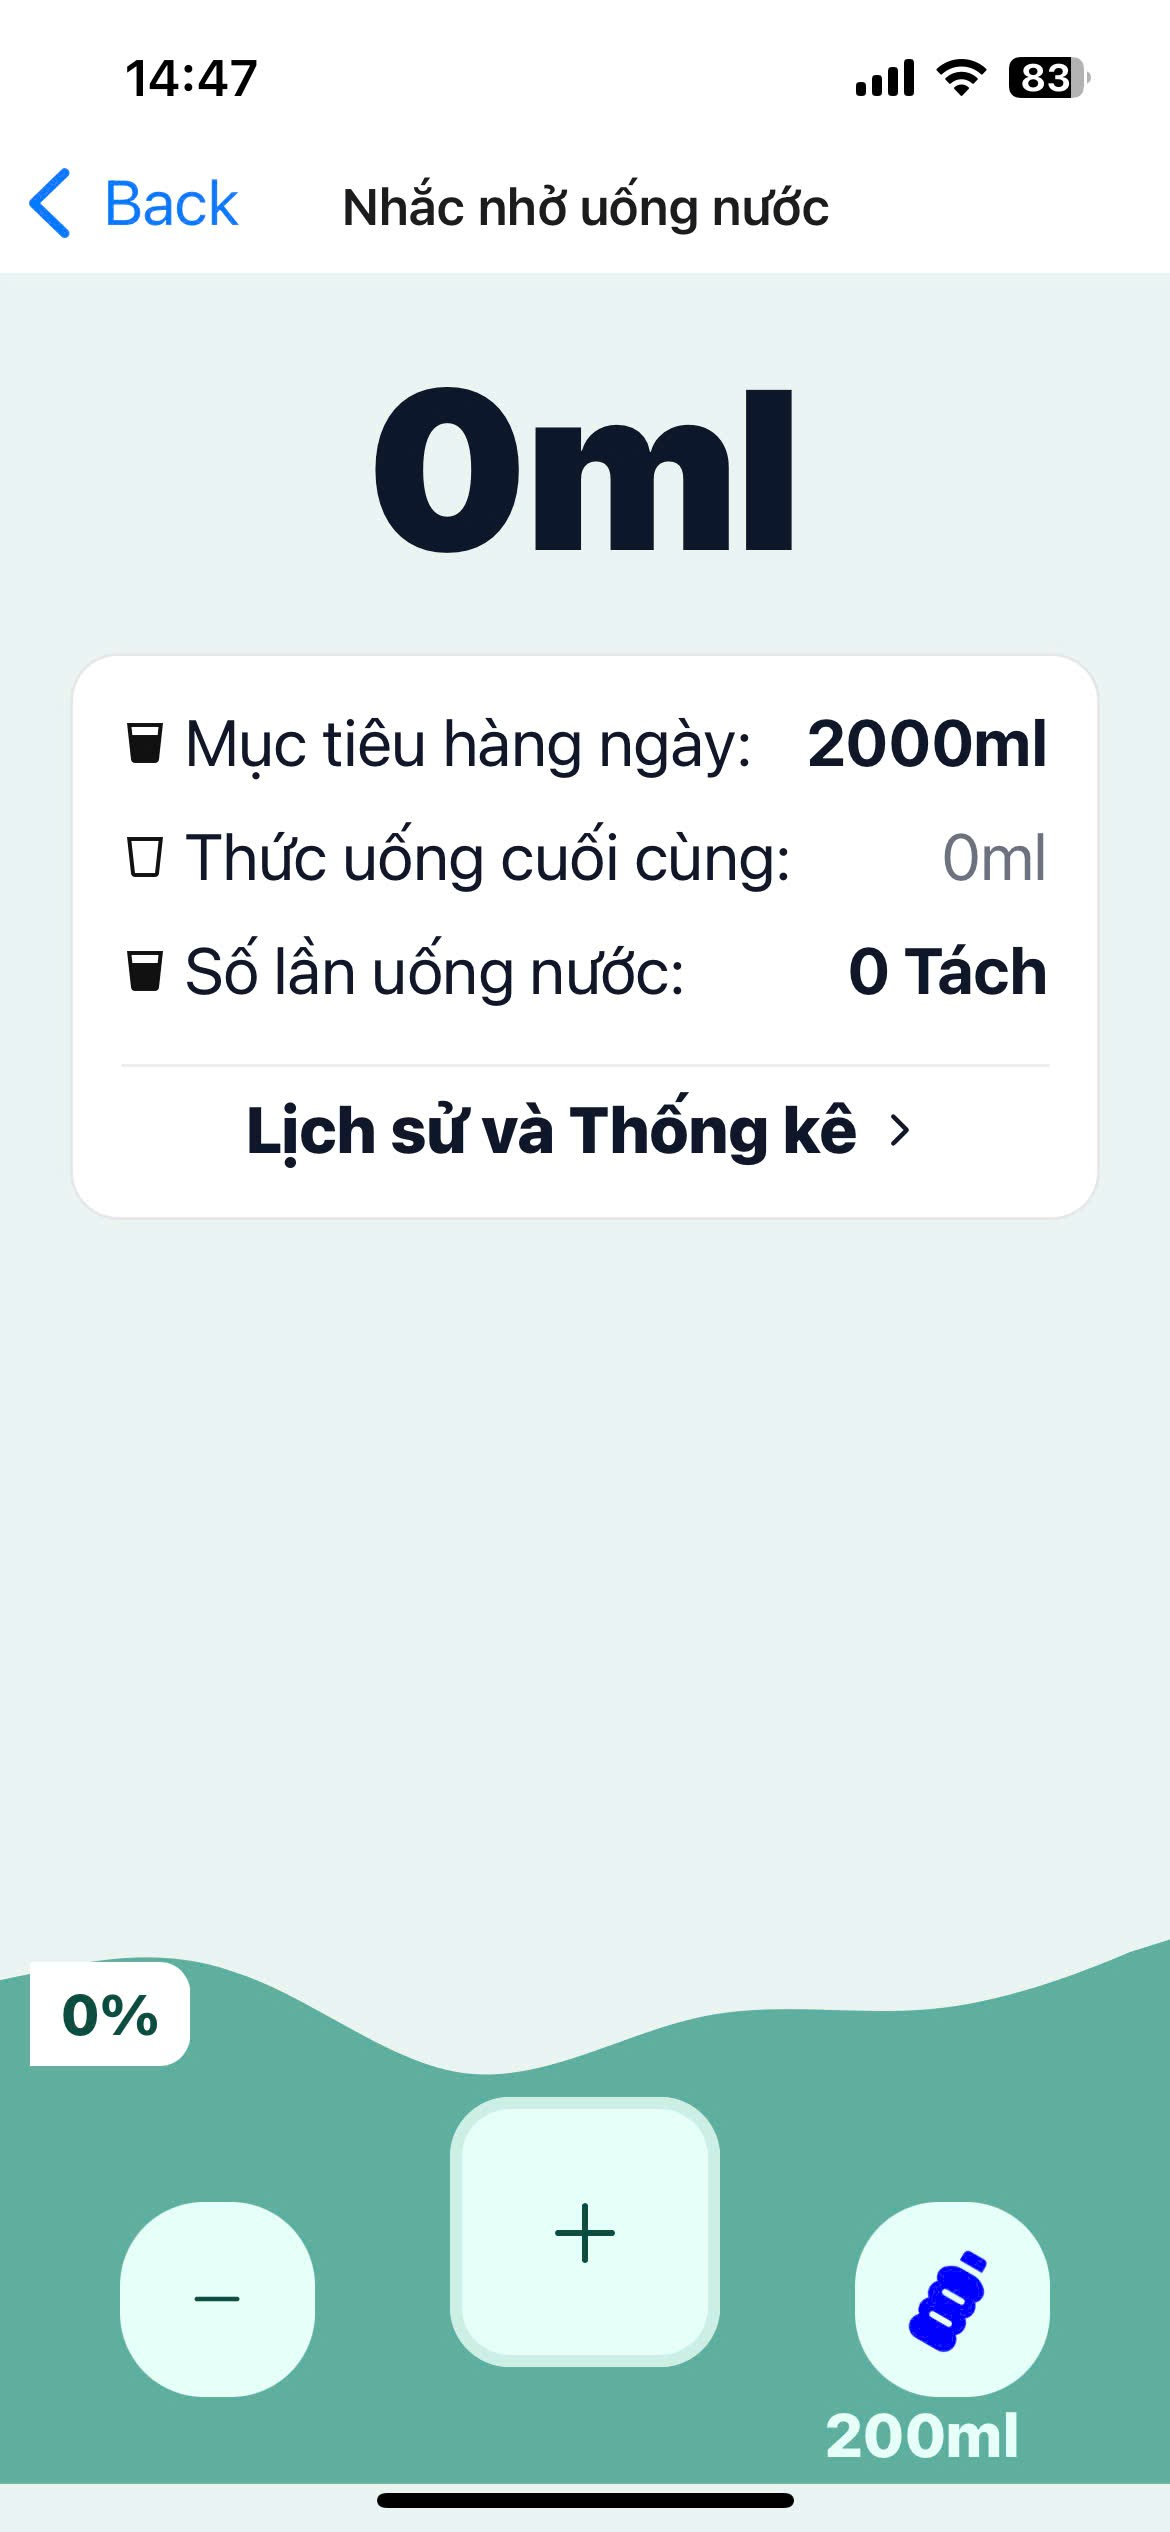 14:47
83
Back
Nhắc nhở uống nước
0ml
Mục tiêu hàng ngày: 2000ml
Thức uống cuối cùng: 0ml
Số lần uống nước: 0 Tách
Lịch sử và Thống kê
0%
200ml